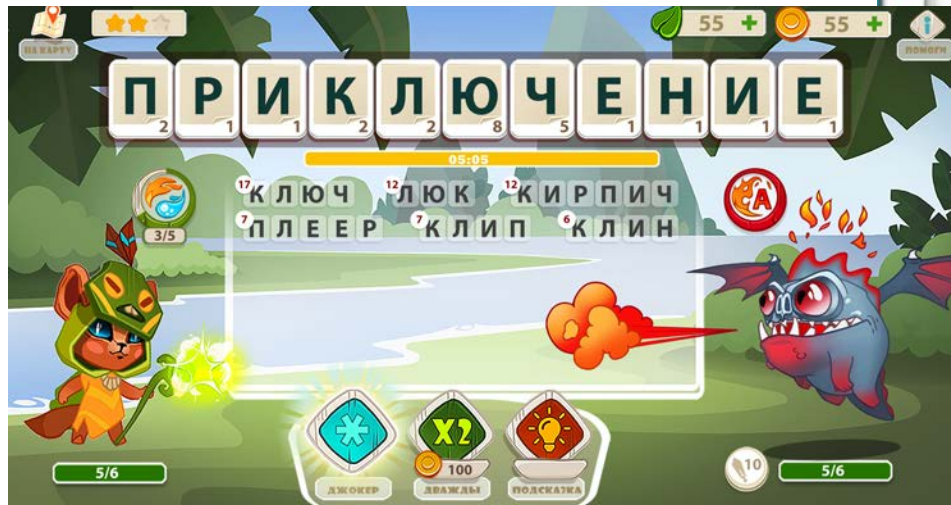 55 + 55 +
НА КАРТУ ПОМОГИ
ПРИКЛЮЧЕНИЕ
2 1 1 2 2 8 5 1 1 1 1
05:05
17 КЛЮЧ 12 ЛЮК 12 КИРПИЧ
3/5 A
7 ПЛЕЕР 7 КЛИП 6 КЛИН
X2
100
5/6 10 5/6
ДЖОКЕР ДВАЖДЫ ПОДСКАЗКА